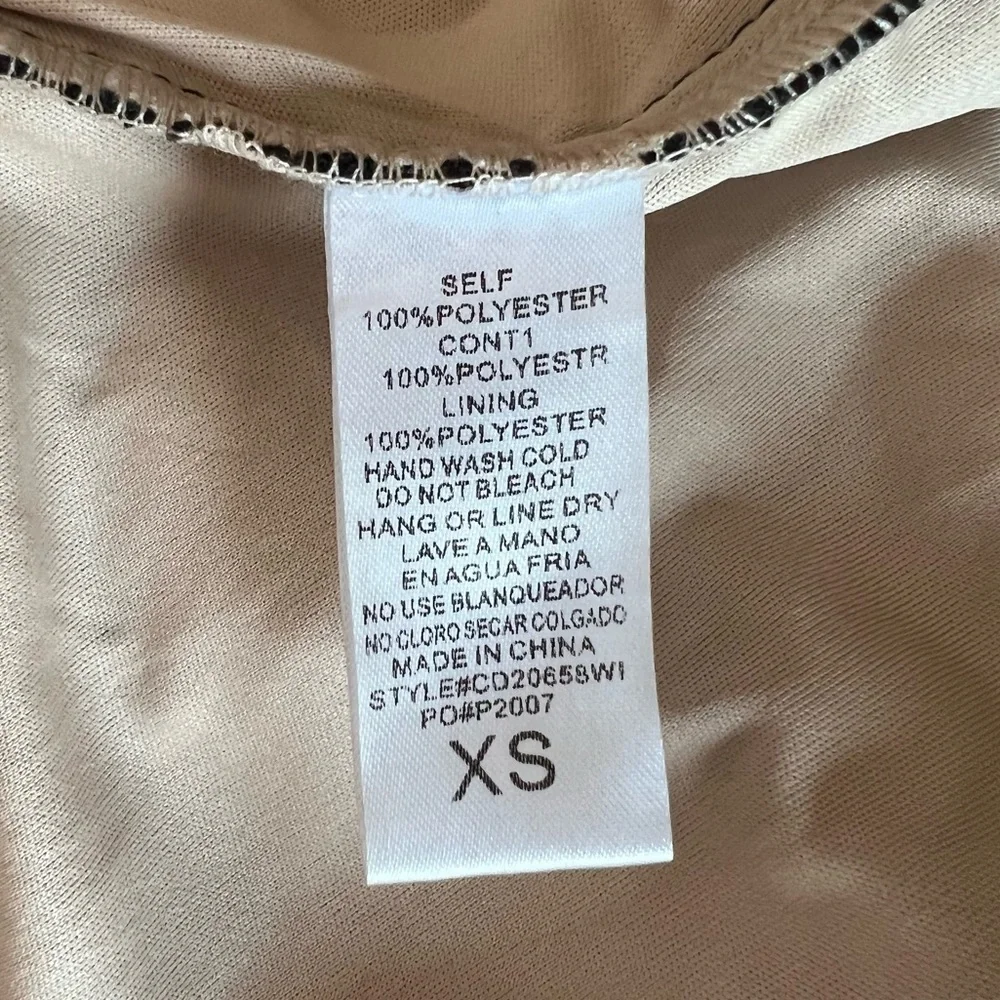 SELF
100%POLYESTER
CONT1
100%POLYESTR
LINING
100%POLYESTER
HAND WASH COLD
DO NOT BLEACH
HANG OR LINE DRY
LAVE A MANO
EN AGUA FRIA
NO USE BLANQUEADOR
NO CLORO SECAR COLGADO
MADE IN CHINA
STYLE#CD20658WI
PO#P2007
XS